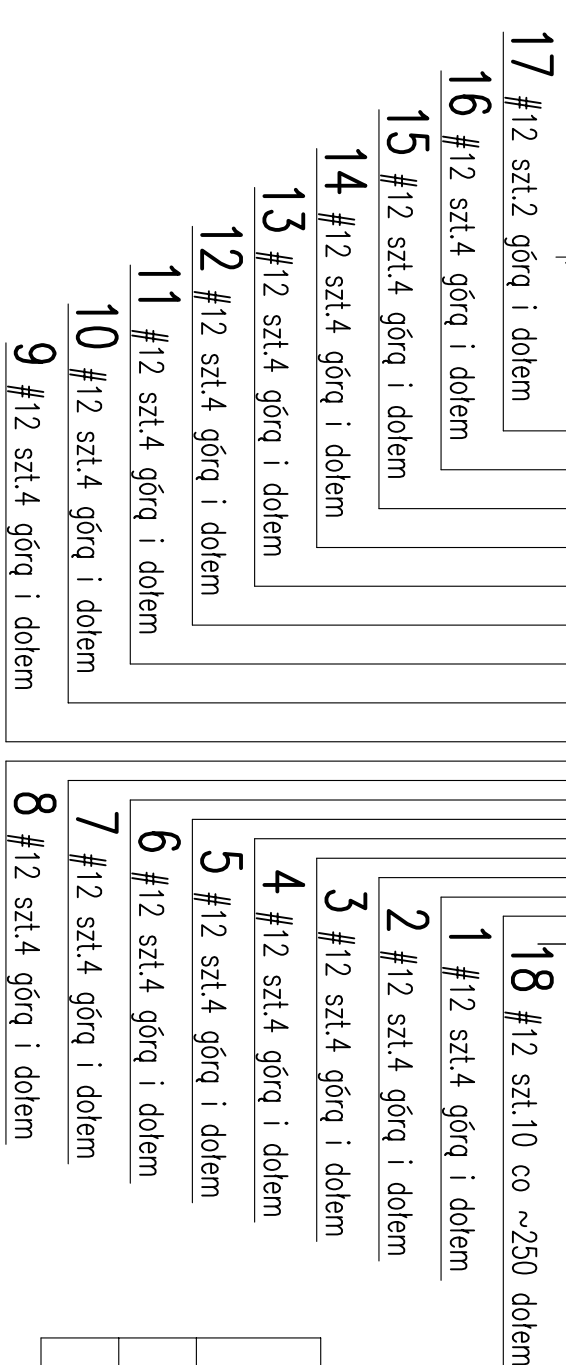 17 #12 szt.2 górą i dołem
16 #12 szt.4 górą i dołem
15 #12 szt.4 górą i dołem
14 #12 szt.4 górą i dołem
13 #12 szt.4 górą i dołem
12 #12 szt.4 górą i dołem
11 #12 szt.4 górą i dołem
10 #12 szt.4 górą i dołem
9 #12 szt.4 górą i dołem
18 #12 szt.10 co ~250 dołem
1 #12 szt.4 górą i dołem
2 #12 szt.4 górą i dołem
3 #12 szt.4 górą i dołem
4 #12 szt.4 górą i dołem
5 #12 szt.4 górą i dołem
6 #12 szt.4 górą i dołem
7 #12 szt.4 górą i dołem
8 #12 szt.4 górą i dołem